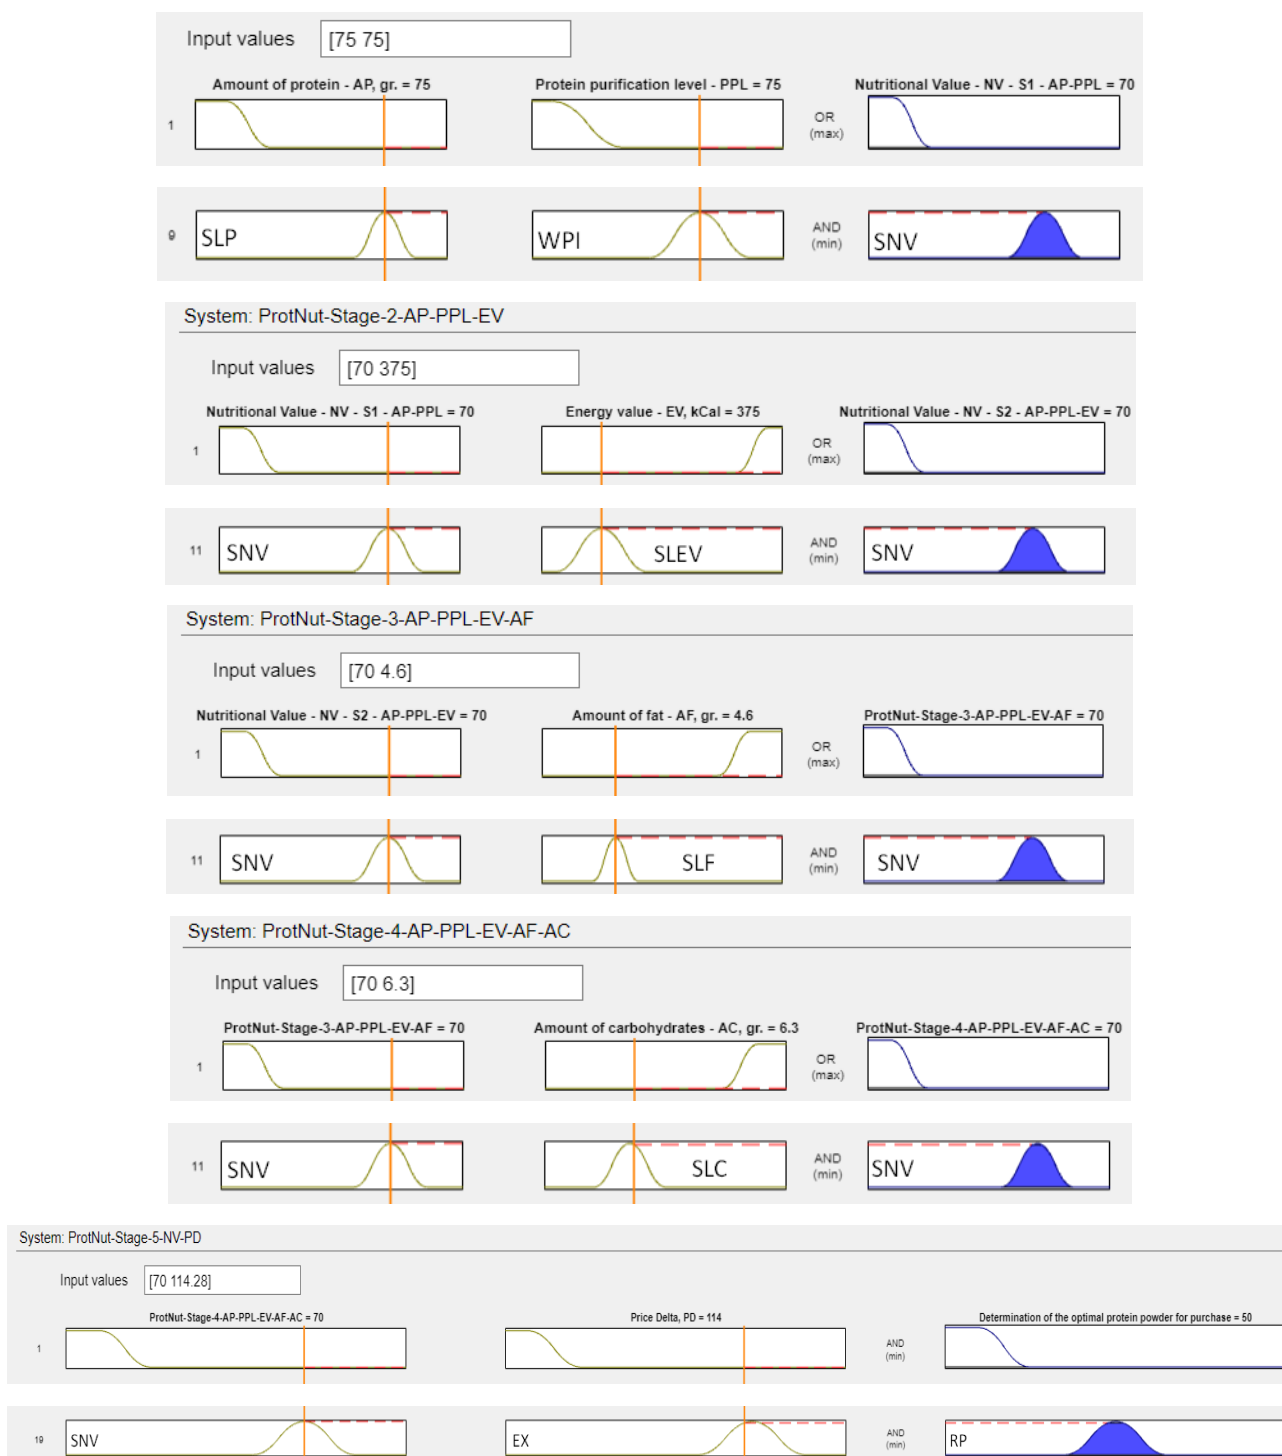 Input values [75 75]
Amount of protein - AP, gr. = 75 Protein purification level - PPL = 75 Nutritional Value - NV - S1 - AP-PPL = 70
1 OR (max)
9 SLP WPI AND (min) SNV
System: ProtNut-Stage-2-AP-PPL-EV
Input values [70 375]
Nutritional Value - NV - S1 - AP-PPL = 70 Energy value - EV, kCal = 375 Nutritional Value - NV - S2 - AP-PPL-EV = 70
1 OR (max)
11 SNV SLEV AND (min) SNV
System: ProtNut-Stage-3-AP-PPL-EV-AF
Input values [70 4.6]
Nutritional Value - NV - S2 - AP-PPL-EV = 70 Amount of fat - AF, gr. = 4.6 ProtNut-Stage-3-AP-PPL-EV-AF = 70
1 OR (max)
11 SNV SLF AND (min) SNV
System: ProtNut-Stage-4-AP-PPL-EV-AF-AC
Input values [70 6.3]
ProtNut-Stage-3-AP-PPL-EV-AF = 70 Amount of carbohydrates - AC, gr. = 6.3 ProtNut-Stage-4-AP-PPL-EV-AF-AC = 70
1 OR (max)
11 SNV SLC AND (min) SNV
System: ProtNut-Stage-5-NV-PD
Input values [70 114.28]
ProtNut-Stage-4-AP-PPL-EV-AF-AC = 70 Price Delta, PD = 114 Determination of the optimal protein powder for purchase = 50
1 AND (min)
19 SNV EX AND (min) RP